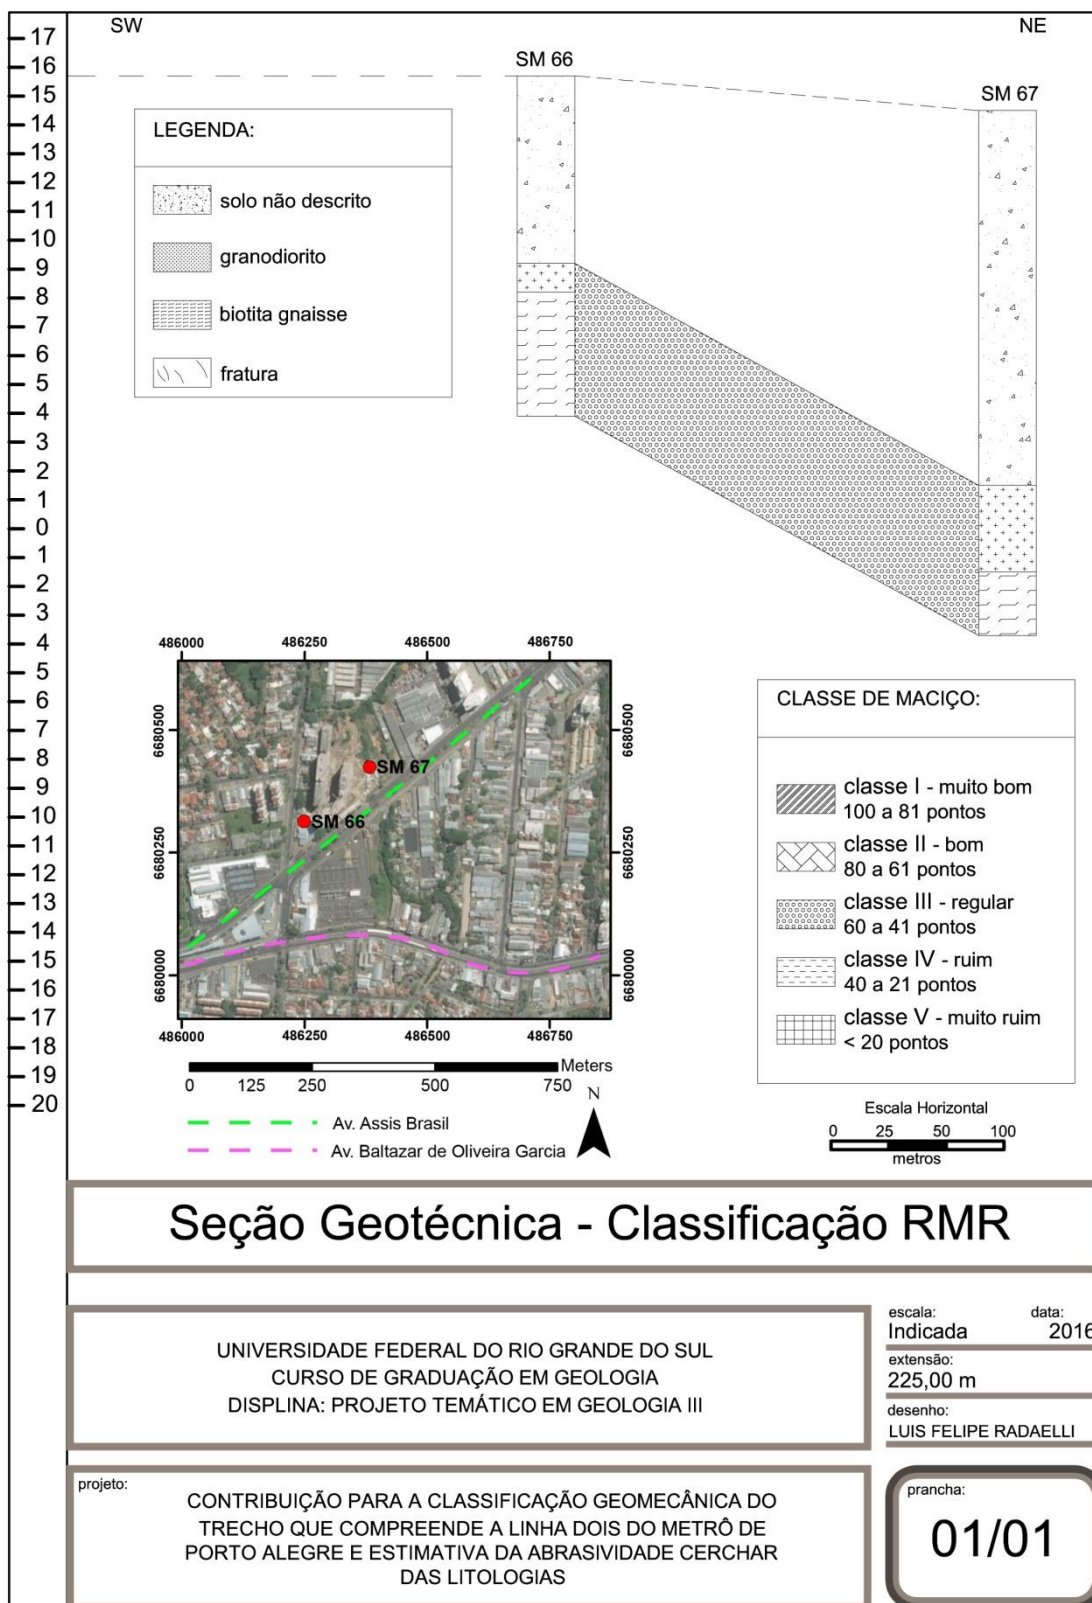 SW
NE
17
16
15
14
13
12
11
10
9
8
7
6
5
4
3
2
1
0
1
2
3
4
5
6
7
8
9
10
11
12
13
14
15
16
17
18
19
20
SM 66
SM 67
LEGENDA:
solo não descrito
granodiorito
biotita gnaisse
fratura
486000
486250
486500
486750
6680500
6680250
6680000
6680500
6680250
6680000
SM 67
SM 66
486000
486250
486500
486750
Meters
0
125
250
500
750
N
Av. Assis Brasil
Av. Baltazar de Oliveira Garcia
CLASSE DE MACIÇO:
classe I - muito bom
100 a 81 pontos
classe II - bom
80 a 61 pontos
classe III - regular
60 a 41 pontos
classe IV - ruim
40 a 21 pontos
classe V - muito ruim
< 20 pontos
Escala Horizontal
0
25
50
100
metros
Seção Geotécnica - Classificação RMR
UNIVERSIDADE FEDERAL DO RIO GRANDE DO SUL
CURSO DE GRADUAÇÃO EM GEOLOGIA
DISPLINA: PROJETO TEMÁTICO EM GEOLOGIA III
escala:
Indicada
data:
2016
extensão:
225,00 m
desenho:
LUIS FELIPE RADAELLI
projeto:
CONTRIBUIÇÃO PARA A CLASSIFICAÇÃO GEOMECÂNICA DO
TRECHO QUE COMPREENDE A LINHA DOIS DO METRÔ DE
PORTO ALEGRE E ESTIMATIVA DA ABRASIVIDADE CERCHAR
DAS LITOLOGIAS
prancha:
01/01